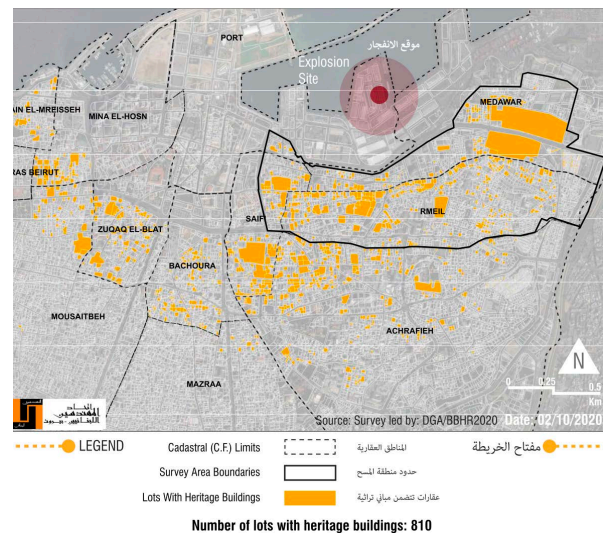 PORT
موقع الانفجار
Explosion
Site
MEDAWAR
AIN EL-MREISSEH
MINA EL-HOSN
RAS BEIRUT
RMEIL
SAIFI
ZUQAQ EL-BLAT
BACHOURA
MOUSAITBEH
ACHRAFIEH
MAZRAA
N
0 0.25 0.5
Km
Source: Survey led by: DGA/BBHR2020 Date: 02/10/2020
LEGEND
Cadastral (C.F.) Limits
المناطق العقارية
مفتاح الخريطة
Survey Area Boundaries
حدود منطقة المسح
Lots With Heritage Buildings
عقارات تتضمن مباني تراثية
Number of lots with heritage buildings: 810